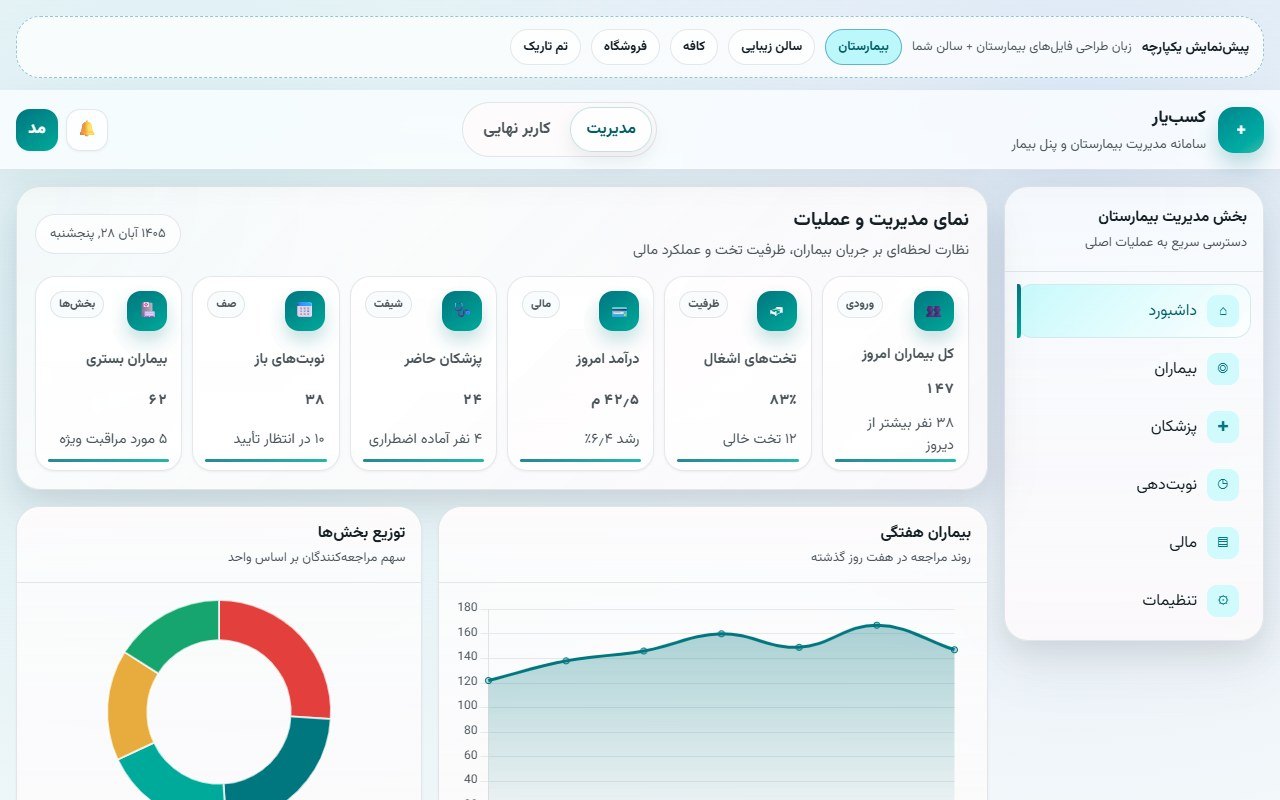 پیش‌نمایش یکپارچه
زبان طراحی فایل‌های بیمارستان + سالن شما
بیمارستان
سالن زیبایی
کافه
فروشگاه
تم تاریک
کسب‌یار
سامانه مدیریت بیمارستان و پنل بیمار
مدیریت
کاربر نهایی
مد
بخش مدیریت بیمارستان
دسترسی سریع به عملیات اصلی
داشبورد
بیماران
پزشکان
نوبت‌دهی
مالی
تنظیمات
نمای مدیریت و عملیات
نظارت لحظه‌ای بر جریان بیماران، ظرفیت تخت و عملکرد مالی
۱۴۰۵ آبان ۲۸, پنجشنبه
ورودی
کل بیماران امروز
۱۴۷
۳۸ نفر بیشتر از
دیروز
ظرفیت
تخت‌های اشغال
۸۳٪
۱۲ تخت خالی
مالی
درآمد امروز
۴۲٫۵ م
رشد ۶٫۴٪
شیفت
پزشکان حاضر
۲۴
۴ نفر آماده اضطراری
صف
نوبت‌های باز
۳۸
۱۰ در انتظار تأیید
بخش‌ها
بیماران بستری
۶۲
۵ مورد مراقبت ویژه
بیماران هفتگی
روند مراجعه در هفت روز گذشته
180
160
140
120
100
80
60
40
توزیع بخش‌ها
سهم مراجعه‌کنندگان بر اساس واحد